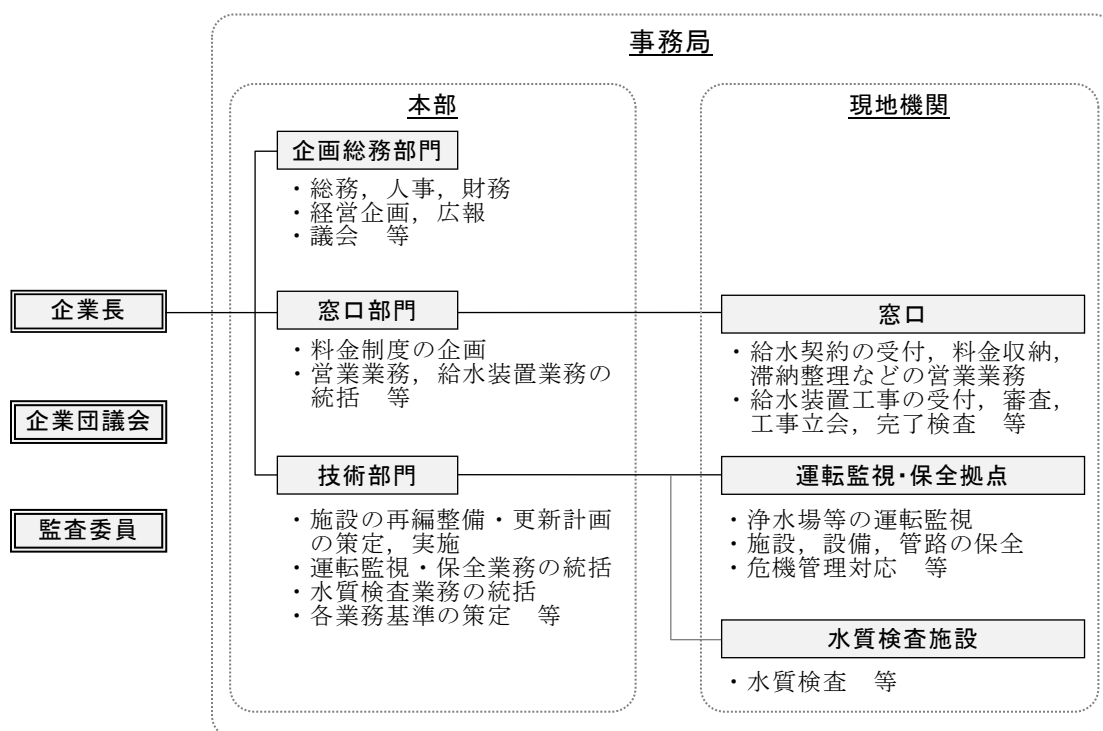 事務局
本部
企画総務部門
・総務，人事，財務
・経営企画，広報
・議会　等
窓口部門
・料金制度の企画
・営業業務，給水装置業務の
統括　等
技術部門
・施設の再編整備・更新計画
の策定，実施
・運転監視・保全業務の統括
・水質検査業務の統括
・各業務基準の策定　等
現地機関
窓口
・給水契約の受付，料金収納，
滞納整理などの営業業務
・給水装置工事の受付，審査，
工事立会，完了検査　等
運転監視・保全拠点
・浄水場等の運転監視
・施設，設備，管路の保全
・危機管理対応　等
水質検査施設
・水質検査　等
企業長
企業団議会
監査委員